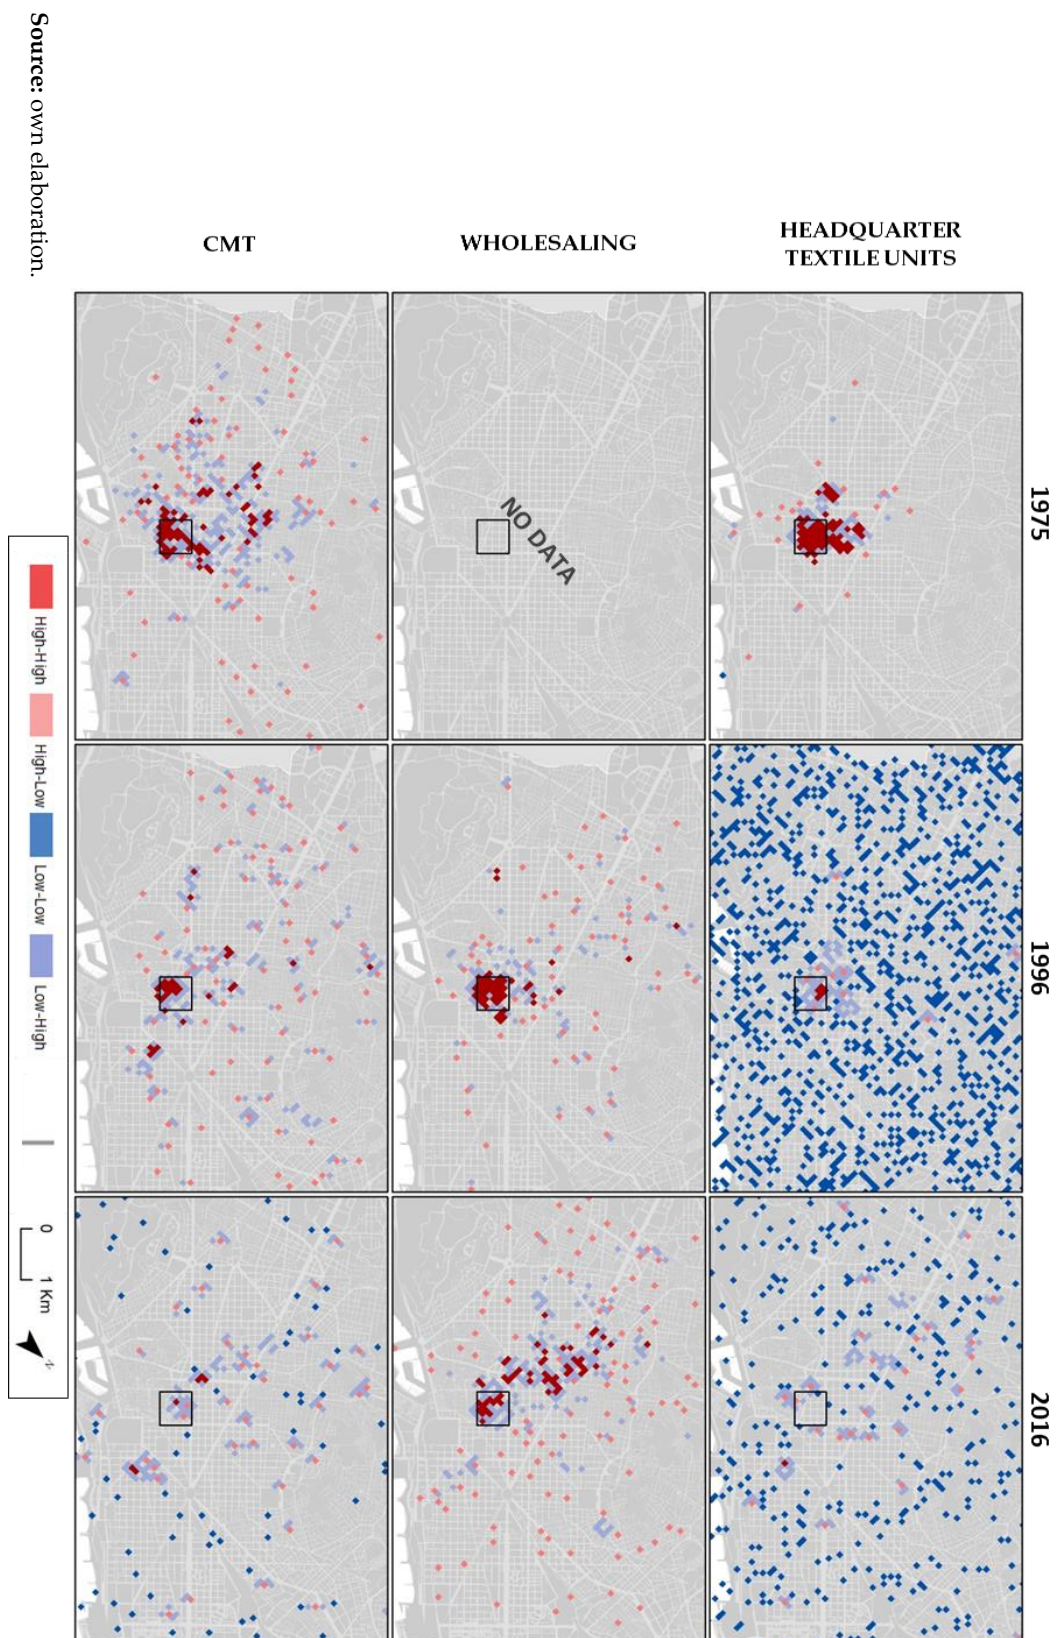 1975
1996
2016
HEADQUARTER
TEXTILE UNITS
WHOLESALING
NO DATA
CMT
High-High
High-Low
Low-Low
Low-High
0
1 Km
N
Source: own elaboration.